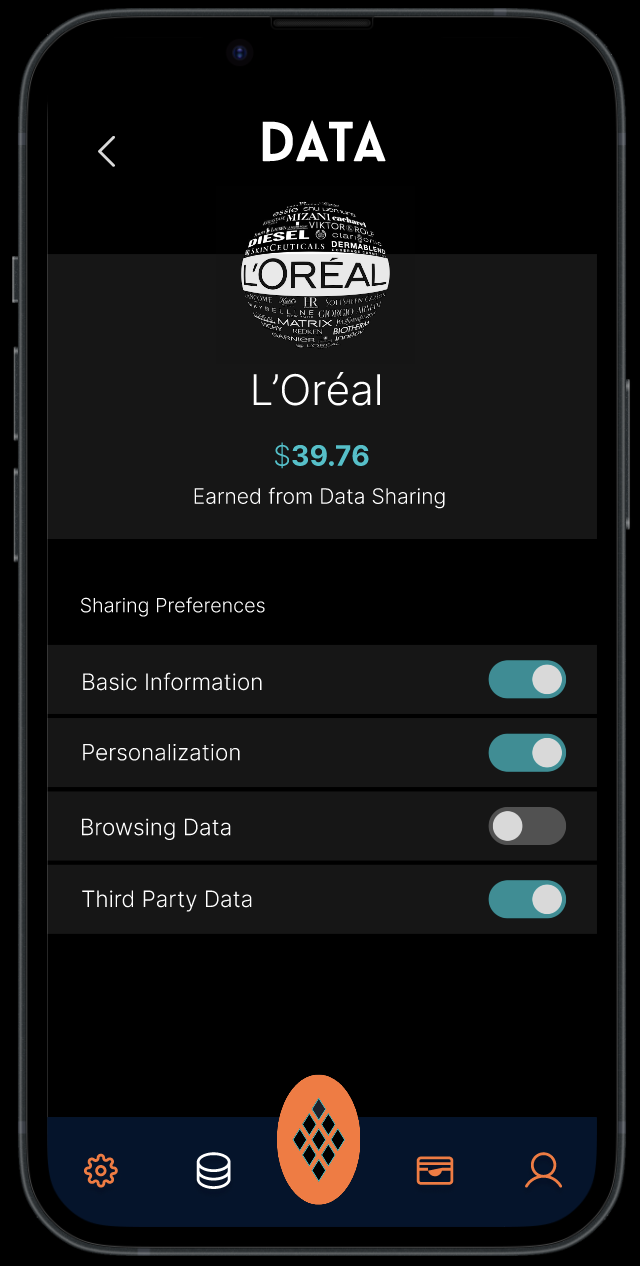 DATA
MIZANI cacharel
VIKTOR & ROLF
DIESEL clarisonic
SKINCEUTICALS DERMABLEND
L'ORÉAL
GIORGIO ARMANI
MATRIX
REDKEN BIOTHERM
GARNIER
L'Oréal
$39.76
Earned from Data Sharing
Sharing Preferences
Basic Information
Personalization
Browsing Data
Third Party Data